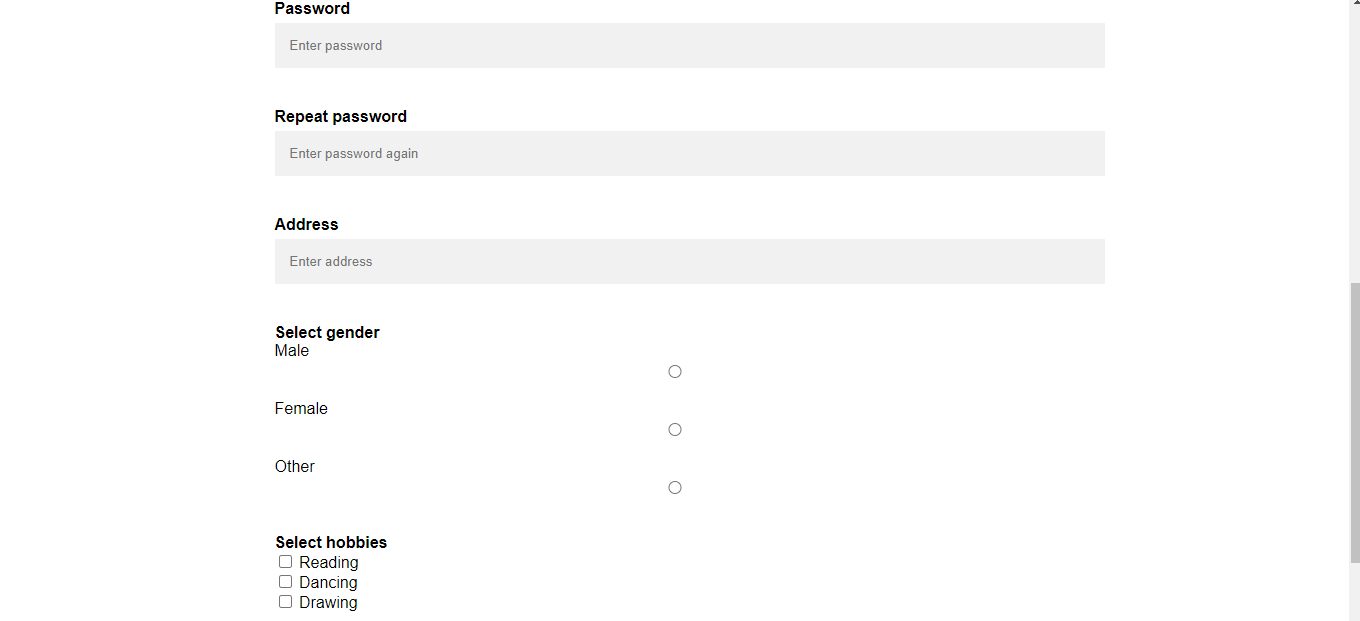 Password
Enter password
Repeat password
Enter password again
Address
Enter address
Select gender
Male
Female
Other
Select hobbies
Reading
Dancing
Drawing